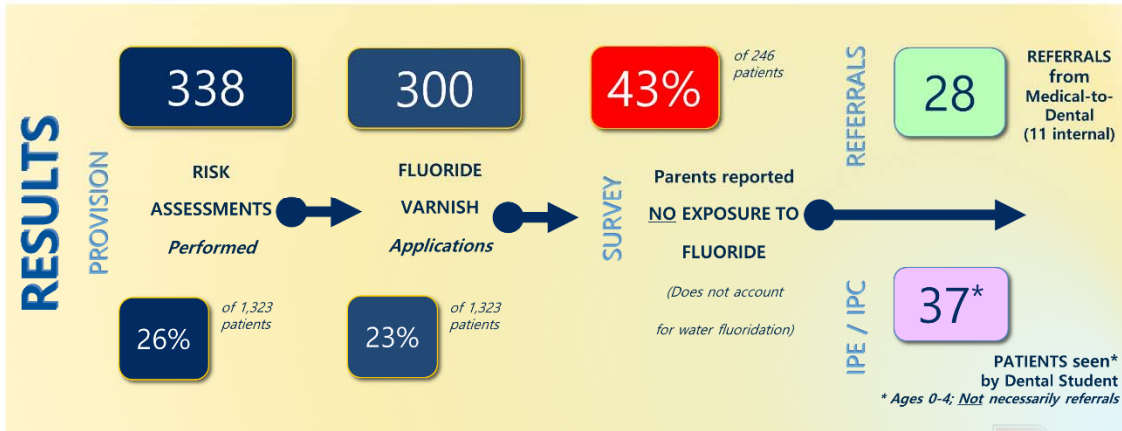 RESULTS
PROVISION
338
RISK
ASSESSMENTS
Performed
26%
of 1,323
patients
300
FLUORIDE
VARNISH
Applications
23%
of 1,323
patients
SURVEY
43%
of 246
patients
Parents reported
NO EXPOSURE TO
FLUORIDE
(Does not account
for water fluoridation)
REFERRALS
28
REFERRALS
from
Medical-to-
Dental
(11 internal)
IPE / IPC
37*
PATIENTS seen*
by Dental Student
* Ages 0-4; Not necessarily referrals